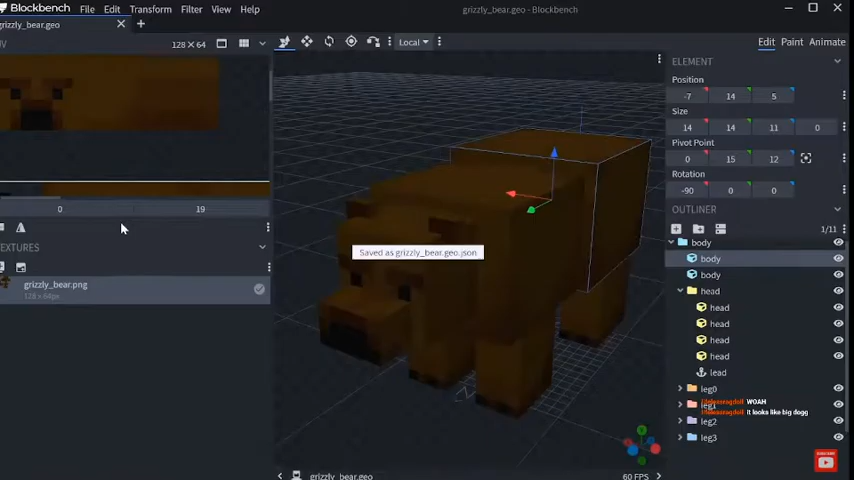 Blockbench File Edit Transform Filter View Help grizzly_bear.geo - Blockbench
grizzly_bear.geo
128 × 64 Local Edit Paint Animate
ELEMENT
Position
-7 14 5
Size
14 14 11 0
Pivot Point
0 15 12
Rotation
-90 0 0
0 19
OUTLINER
1/11
TEXTURES
grizzly_bear.png
128 x 64px
Saved as grizzly_bear.geo.json
body
body
body
head
head
head
head
head
lead
leg0
leg1
leg2
leg3
WOAH
it looks like big dogg
SUBSCRIBE
grizzly_bear.geo 60 FPS